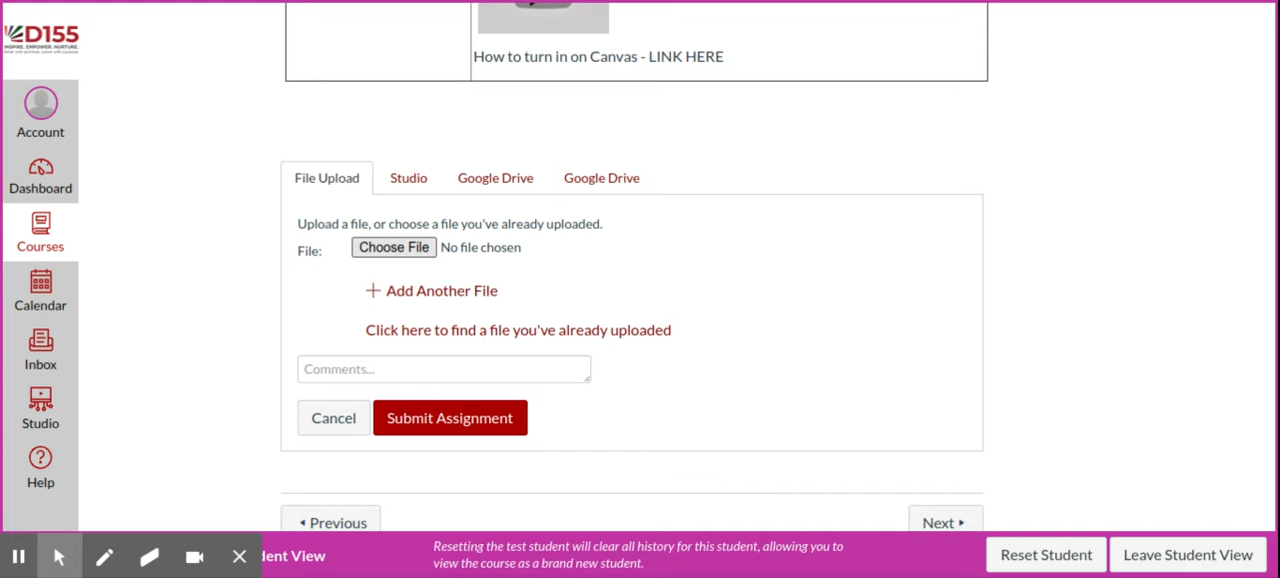 How to turn in on Canvas - LINK HERE
D155
INSPIRE. EMPOWER. NURTURE.
Account
Dashboard
Courses
Calendar
Inbox
Studio
Help
File Upload Studio Google Drive Google Drive
Upload a file, or choose a file you've already uploaded.
File: Choose File No file chosen
+ Add Another File
Click here to find a file you've already uploaded
Comments...
Cancel Submit Assignment
Previous Next
dent View
Resetting the test student will clear all history for this student, allowing you to
view the course as a brand new student.
Reset Student Leave Student View